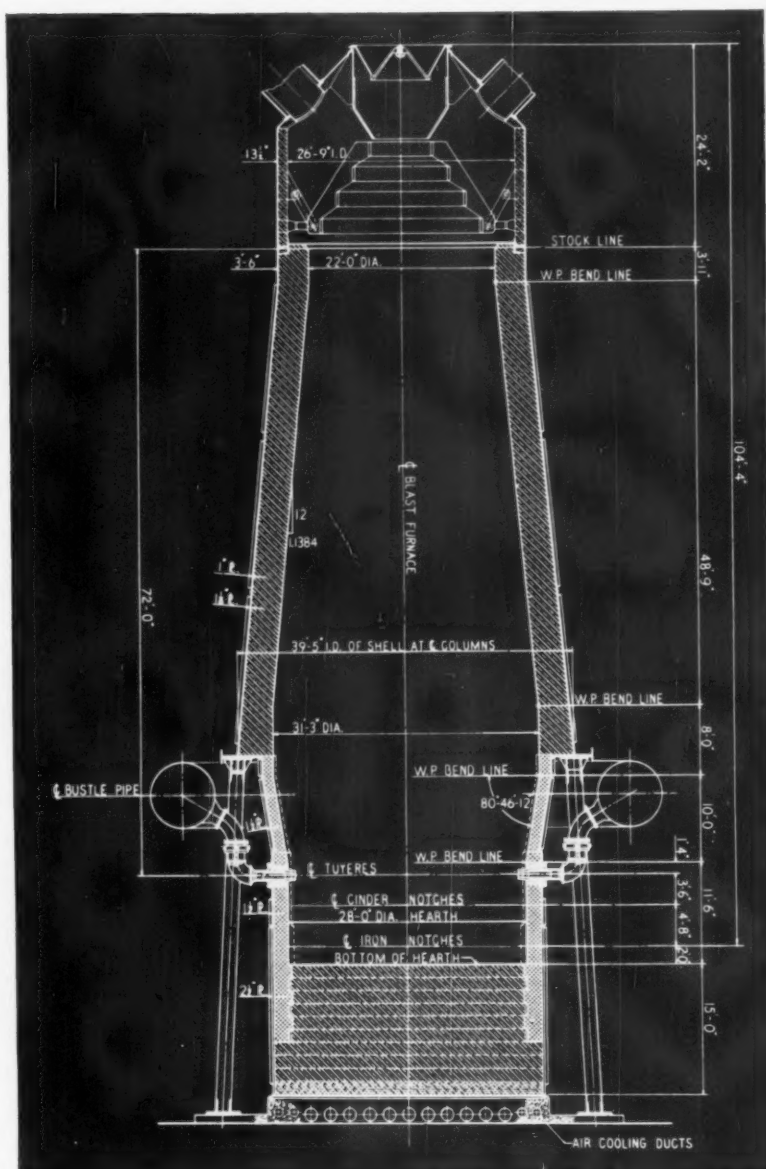 24'-2"
13½"
26'-9" I.D.
STOCK LINE
3'-6"
22'-0" DIA.
3'-11"
W.P. BEND LINE
104'-4"
℄ BLAST FURNACE
12
1.1384
48'-9"
1" ℙ
72'-0"
39'-5" I.D. OF SHELL AT ℄ COLUMNS
W.P. BEND LINE
31'-3" DIA.
8'-0"
W.P. BEND LINE
℄ BUSTLE PIPE
80°-46'-12"
10'-0"
1'4"
W.P. BEND LINE
℄ TUYERES
3'6"
11'-6"
℄ CINDER NOTCHES
28'-0" DIA. HEARTH
4'-8"
℄ IRON NOTCHES
2'0"
BOTTOM OF HEARTH
15'-0"
AIR COOLING DUCTS